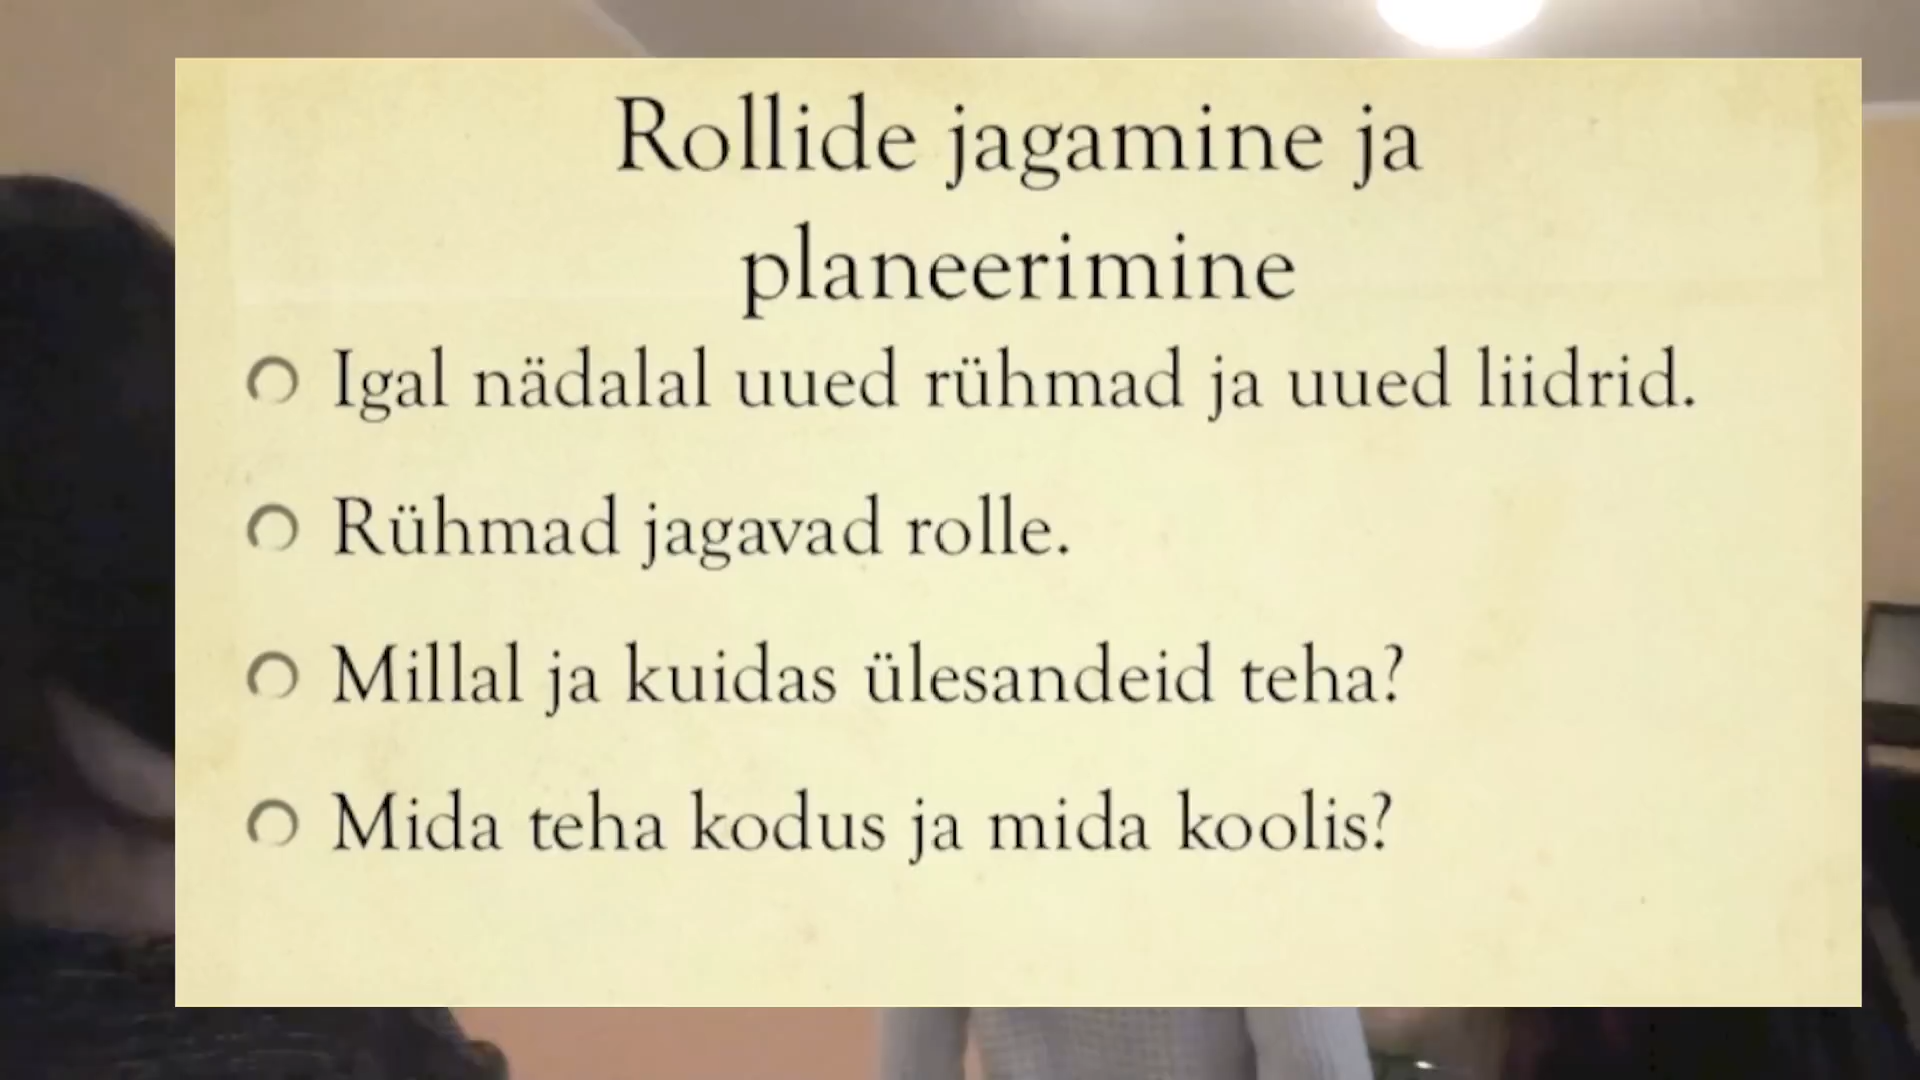 Rollide jagamine ja
planeerimine
Igal nädalal uued rühmad ja uued liidrid.
Rühmad jagavad rolle.
Millal ja kuidas ülesandeid teha?
Mida teha kodus ja mida koolis?